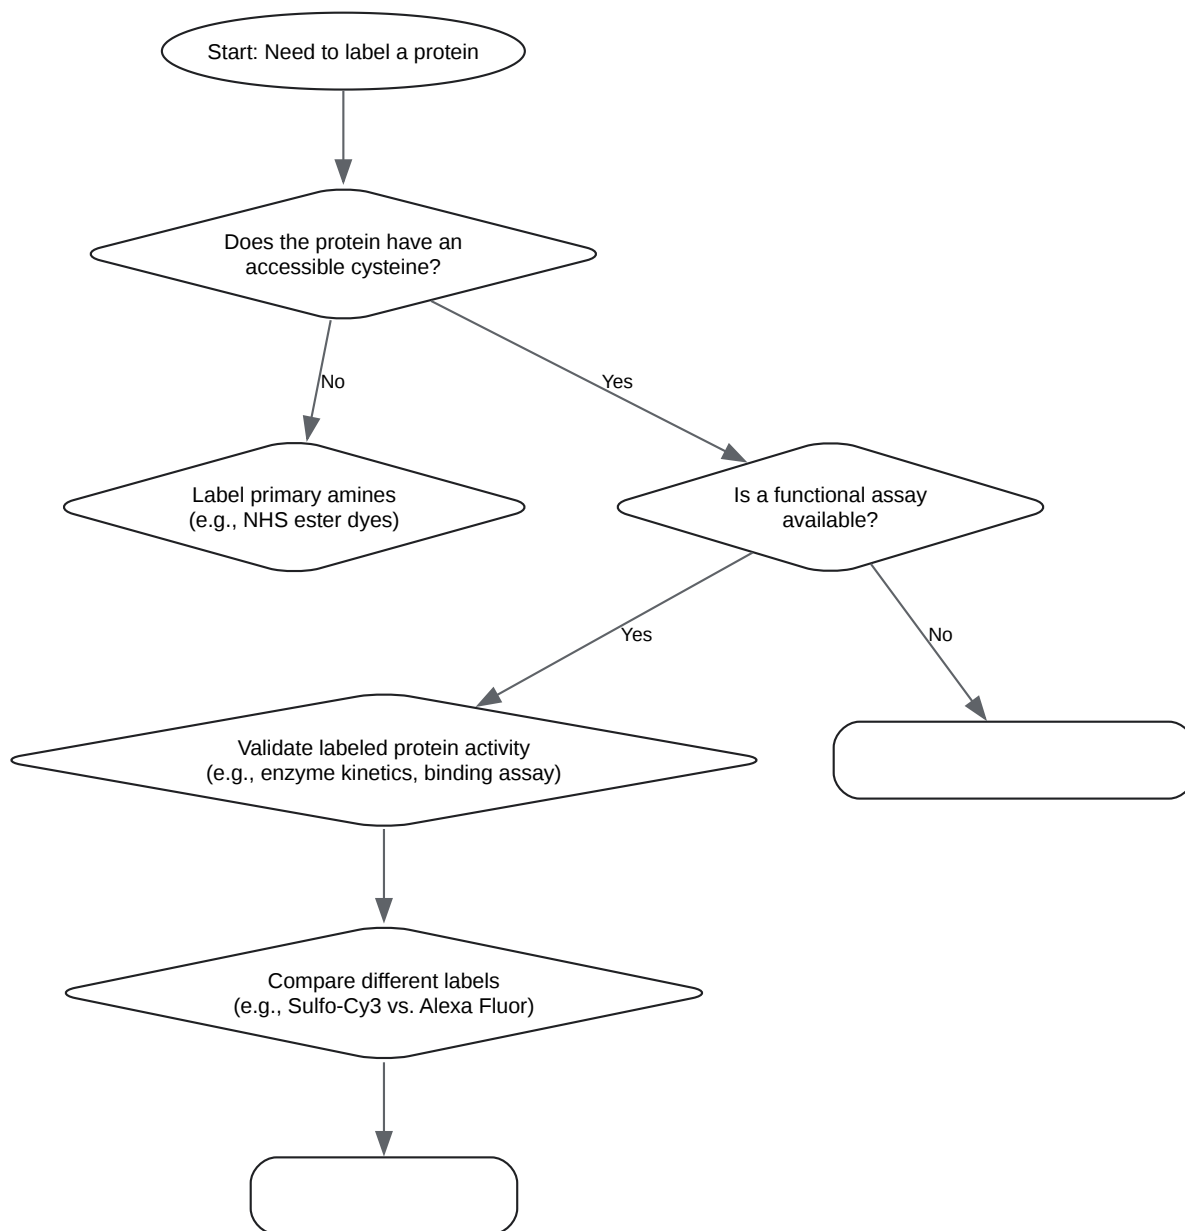 Start: Need to label a protein
Does the protein have an
accessible cysteine?
No
Yes
Label primary amines
(e.g., NHS ester dyes)
Is a functional assay
available?
Yes
No
Validate labeled protein activity
(e.g., enzyme kinetics, binding assay)
Compare different labels
(e.g., Sulfo-Cy3 vs. Alexa Fluor)